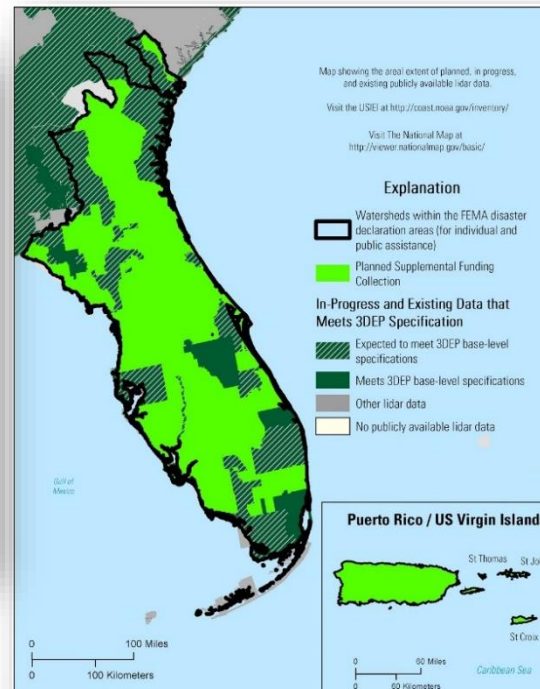 Map showing the areal extent of planned, in progress,
and existing publicly available lidar data.
Visit the USIEI at http://coast.noaa.gov/inventory/
Visit The National Map at
http://viewer.nationalmap.gov/basic/
Explanation
Watersheds within the FEMA disaster
declaration areas (for individual and
public assistance)
Planned Supplemental Funding
Collection
In-Progress and Existing Data that
Meets 3DEP Specification
Expected to meet 3DEP base-level
specifications
Meets 3DEP base-level specifications
Other lidar data
No publicly available lidar data
Gulf of
Mexico
0 100 Miles
0 100 Kilometers
Puerto Rico / US Virgin Island
St Thomas
St Jo
St Croix
0 60 Miles
0 60 Kilometers
Caribbean Sea